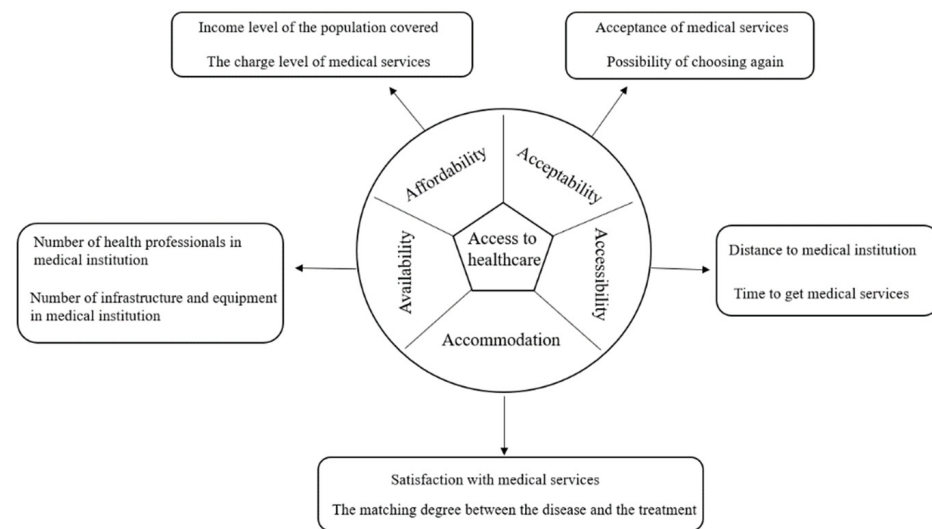 Income level of the population covered
The charge level of medical services
Acceptance of medical services
Possibility of choosing again
Affordability
Acceptability
Number of health professionals in
medical institution
Number of infrastructure and equipment
in medical institution
Availability
Access to
healthcare
Accessibility
Distance to medical institution
Time to get medical services
Accommodation
Satisfaction with medical services
The matching degree between the disease and the treatment